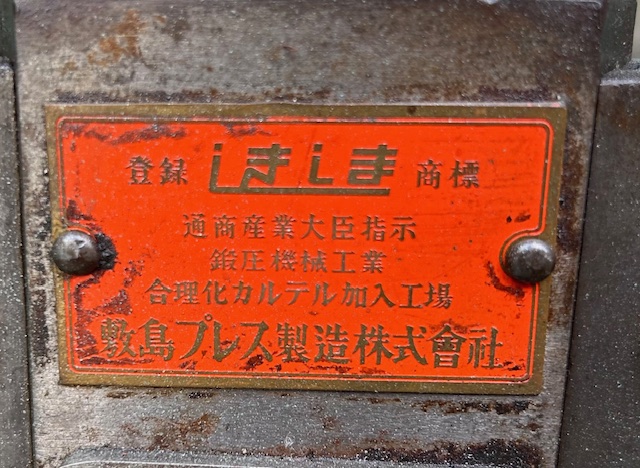 登録 しきしま 商標
通商産業大臣指示
鍛圧機械工業
合理化カルテル加入工場
敷島プレス製造株式會社